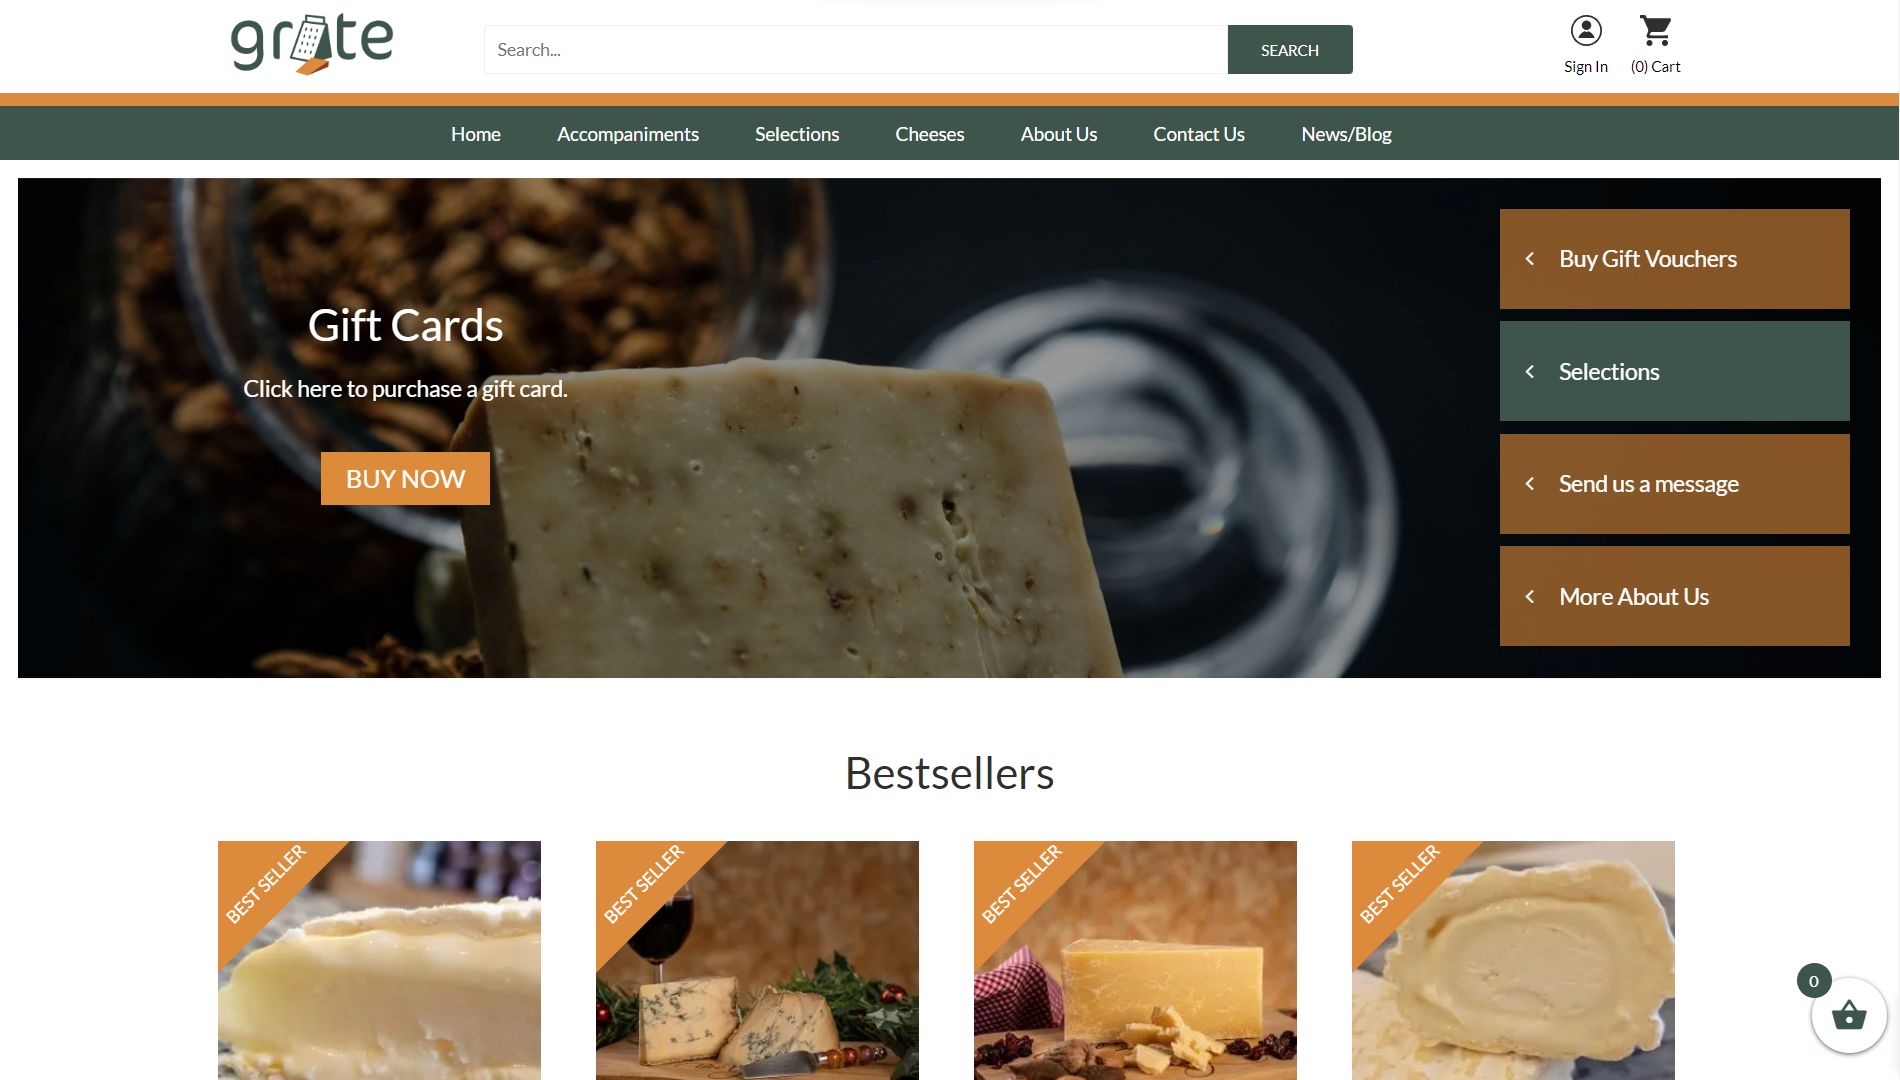 grate
Search...
SEARCH
Sign In
(0) Cart
Home
Accompaniments
Selections
Cheeses
About Us
Contact Us
News/Blog
Gift Cards
Click here to purchase a gift card.
BUY NOW
Buy Gift Vouchers
Selections
Send us a message
More About Us
Bestsellers
BEST SELLER
BEST SELLER
BEST SELLER
BEST SELLER
0